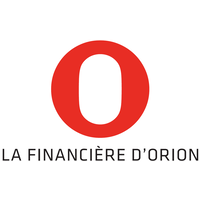 O
LA FINANCIÈRE D'ORION